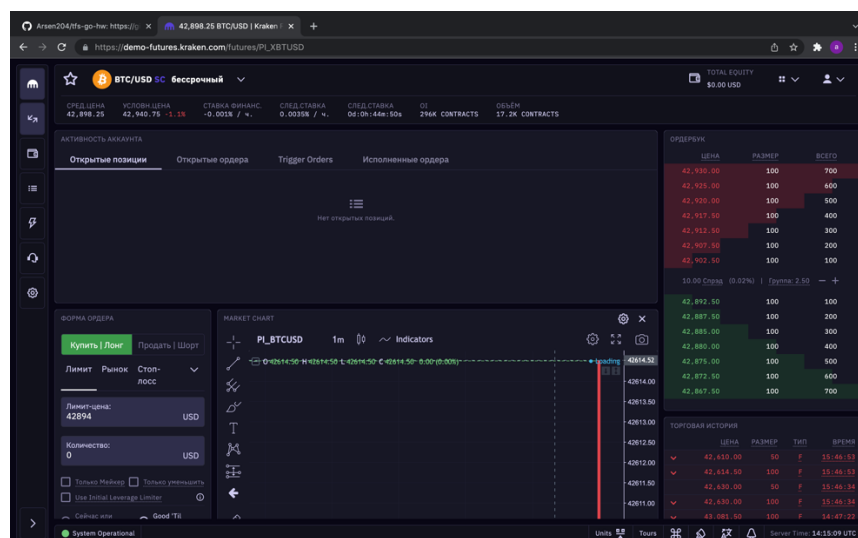 Arsen204/tfs-go-hw: https://g
42,898.25 BTC/USD | Kraken F
https://demo-futures.kraken.com/futures/PI_XBTUSD
BTC/USD SC бессрочный
TOTAL EQUITY
$0.00 USD
СРЕД.ЦЕНА УСЛОВН.ЦЕНА СТАВКА ФИНАНС. СЛЕД.СТАВКА СЛЕД.СТАВКА OI ОБЪЁМ
42,898.25 42,940.75 -1.1% -0.001% / ч. 0.0035% / ч. 0d:0h:44m:50s 296K CONTRACTS 17.2K CONTRACTS
АКТИВНОСТЬ АККАУНТА
Открытые позиции Открытые ордера Trigger Orders Исполненные ордера
Нет открытых позиций.
ОРДЕРБУК
ЦЕНА РАЗМЕР ВСЕГО
42,930.00 100 700
42,925.00 100 600
42,920.00 100 500
42,917.50 100 400
42,912.50 100 300
42,907.50 100 200
42,902.50 100 100
10.00 Спрэд (0.02%) | Группа: 2.50 — +
42,892.50 100 100
42,887.50 100 200
42,885.00 100 300
42,880.00 100 400
42,875.00 100 500
42,872.50 100 600
42,867.50 100 700
ФОРМА ОРДЕРА
Купить | Лонг Продать | Шорт
Лимит Рынок Стоп-
лосс
Лимит-цена:
42894 USD
Количество:
0 USD
Только Мейкер Только уменьшить
Use Initial Leverage Limiter
Сейчас или Good 'Til
MARKET CHART
PI_BTCUSD 1m Indicators
O 42614.50 H 42614.50 L 42614.50 C 42614.50 0.00 (0.00%)
Loading
42614.52
42614.00
42613.50
42613.00
42612.50
42612.00
42611.50
42611.00
ТОРГОВАЯ ИСТОРИЯ
ЦЕНА РАЗМЕР ТИП ВРЕМЯ
42,610.00 50 F 15:46:53
42,614.50 100 F 15:46:53
42,630.00 50 F 15:46:34
42,630.00 100 F 15:46:34
43,081.50 100 F 14:47:22
System Operational
Units Tours
Server Time: 14:15:09 UTC